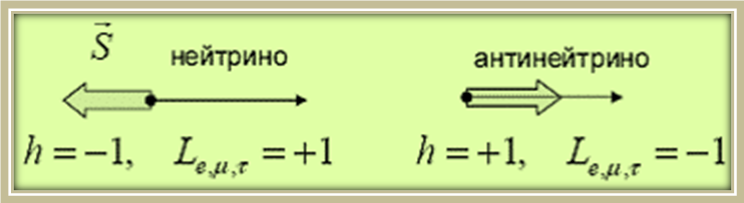 S⃗ нейтрино антинейтрино
h = −1, L_{e,μ,τ} = +1 h = +1, L_{e,μ,τ} = −1